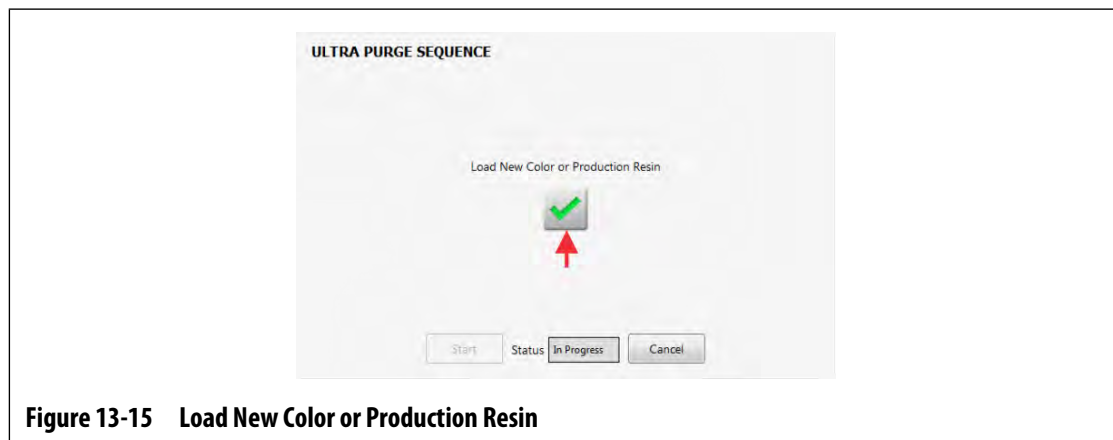 ULTRA PURGE SEQUENCE
Load New Color or Production Resin
Start Status In Progress Cancel
Figure 13-15 Load New Color or Production Resin